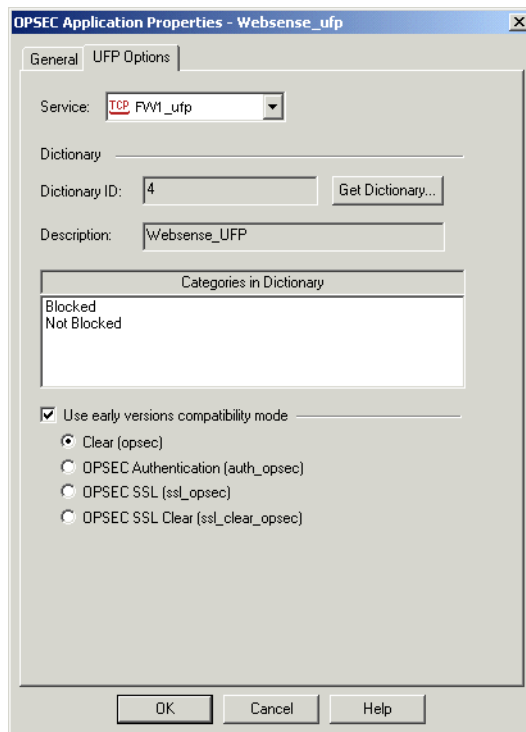 OPSEC Application Properties - Websense_ufp
General UFP Options
Service: TCP FW1_ufp
Dictionary
Dictionary ID: 4 Get Dictionary...
Description: Websense_UFP
Categories in Dictionary
Blocked
Not Blocked
Use early versions compatibility mode
Clear (opsec)
OPSEC Authentication (auth_opsec)
OPSEC SSL (ssl_opsec)
OPSEC SSL Clear (ssl_clear_opsec)
OK Cancel Help